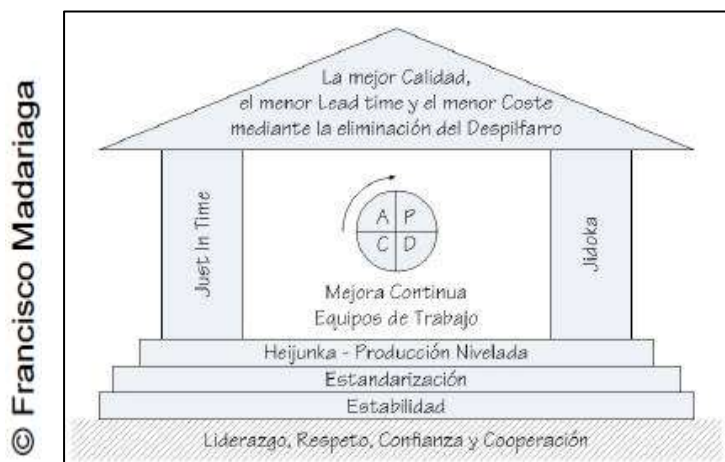 © Francisco Madariaga
La mejor Calidad,
el menor Lead time y el menor Coste
mediante la eliminación del Despilfarro
Just In Time
A P
C D
Mejora Continua
Equipos de Trabajo
Jidoka
Heijunka - Producción Nivelada
Estandarización
Estabilidad
Liderazgo, Respeto, Confianza y Cooperación